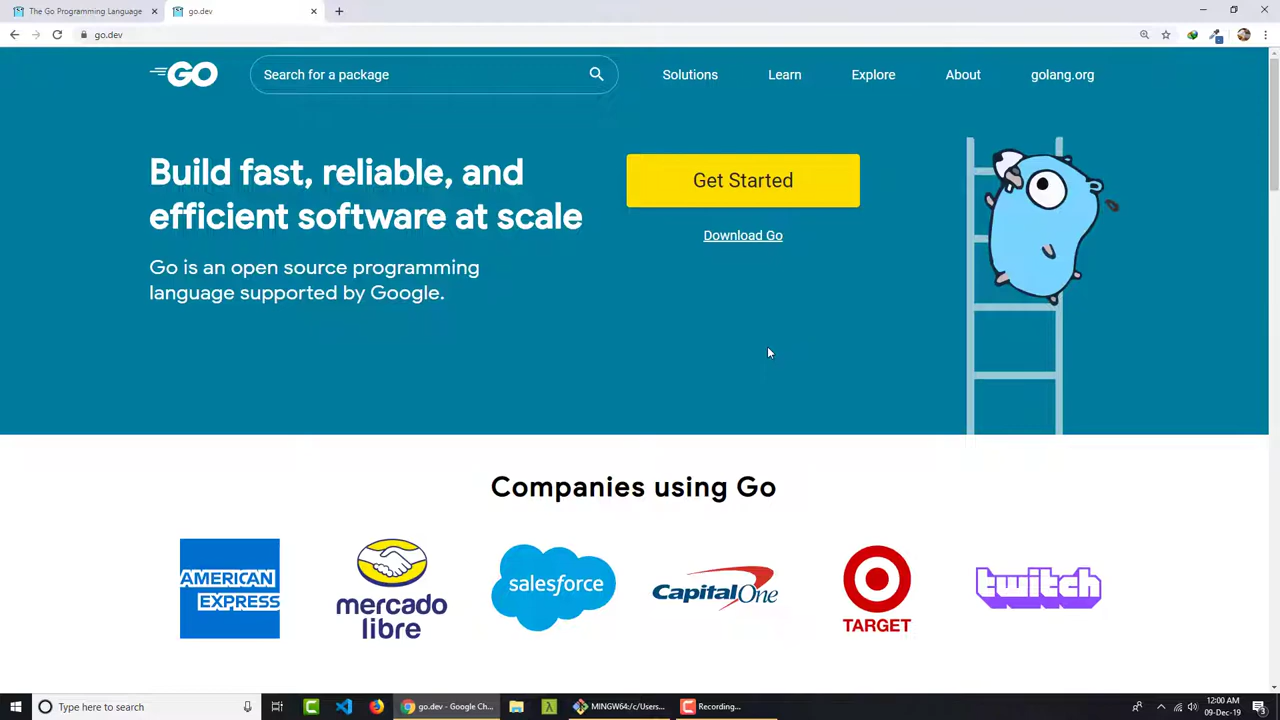 The Go Programming Language
go.dev
go.dev
GO
Search for a package
Solutions
Learn
Explore
About
golang.org
Build fast, reliable, and
efficient software at scale
Go is an open source programming
language supported by Google.
Get Started
Download Go
Companies using Go
AMERICAN
EXPRESS
mercado
libre
salesforce
CapitalOne
TARGET
twitch
Type here to search
go.dev - Google Ch...
MINGW64:/c/Users...
Recording...
12:00 AM
09-Dec-19